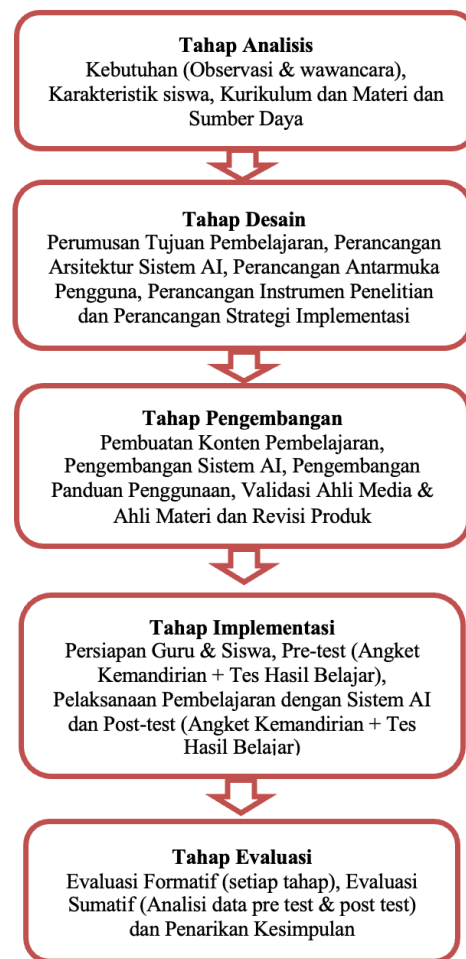 Tahap Analisis
Kebutuhan (Observasi & wawancara),
Karakteristik siswa, Kurikulum dan Materi dan
Sumber Daya
Tahap Desain
Perumusan Tujuan Pembelajaran, Perancangan
Arsitektur Sistem AI, Perancangan Antarmuka
Pengguna, Perancangan Instrumen Penelitian
dan Perancangan Strategi Implementasi
Tahap Pengembangan
Pembuatan Konten Pembelajaran,
Pengembangan Sistem AI, Pengembangan
Panduan Penggunaan, Validasi Ahli Media &
Ahli Materi dan Revisi Produk
Tahap Implementasi
Persiapan Guru & Siswa, Pre-test (Angket
Kemandirian + Tes Hasil Belajar),
Pelaksanaan Pembelajaran dengan Sistem AI
dan Post-test (Angket Kemandirian + Tes
Hasil Belajar)
Tahap Evaluasi
Evaluasi Formatif (setiap tahap), Evaluasi
Sumatif (Analisi data pre test & post test)
dan Penarikan Kesimpulan